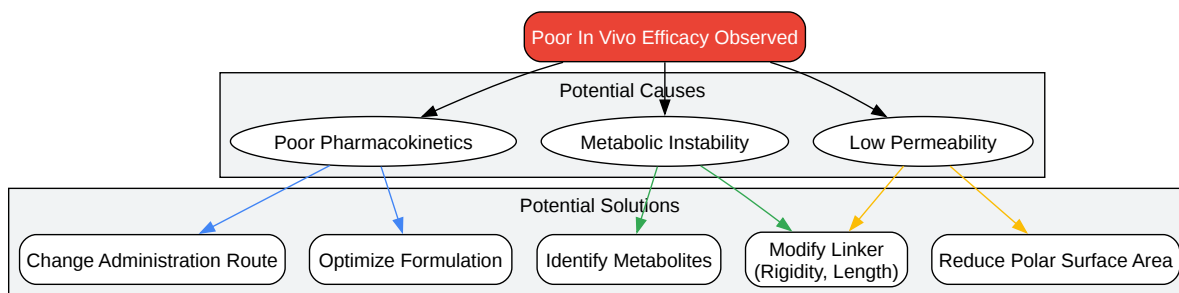 Poor In Vivo Efficacy Observed
Potential Causes
Poor Pharmacokinetics
Metabolic Instability
Low Permeability
Potential Solutions
Change Administration Route
Optimize Formulation
Identify Metabolites
Modify Linker
(Rigidity, Length)
Reduce Polar Surface Area